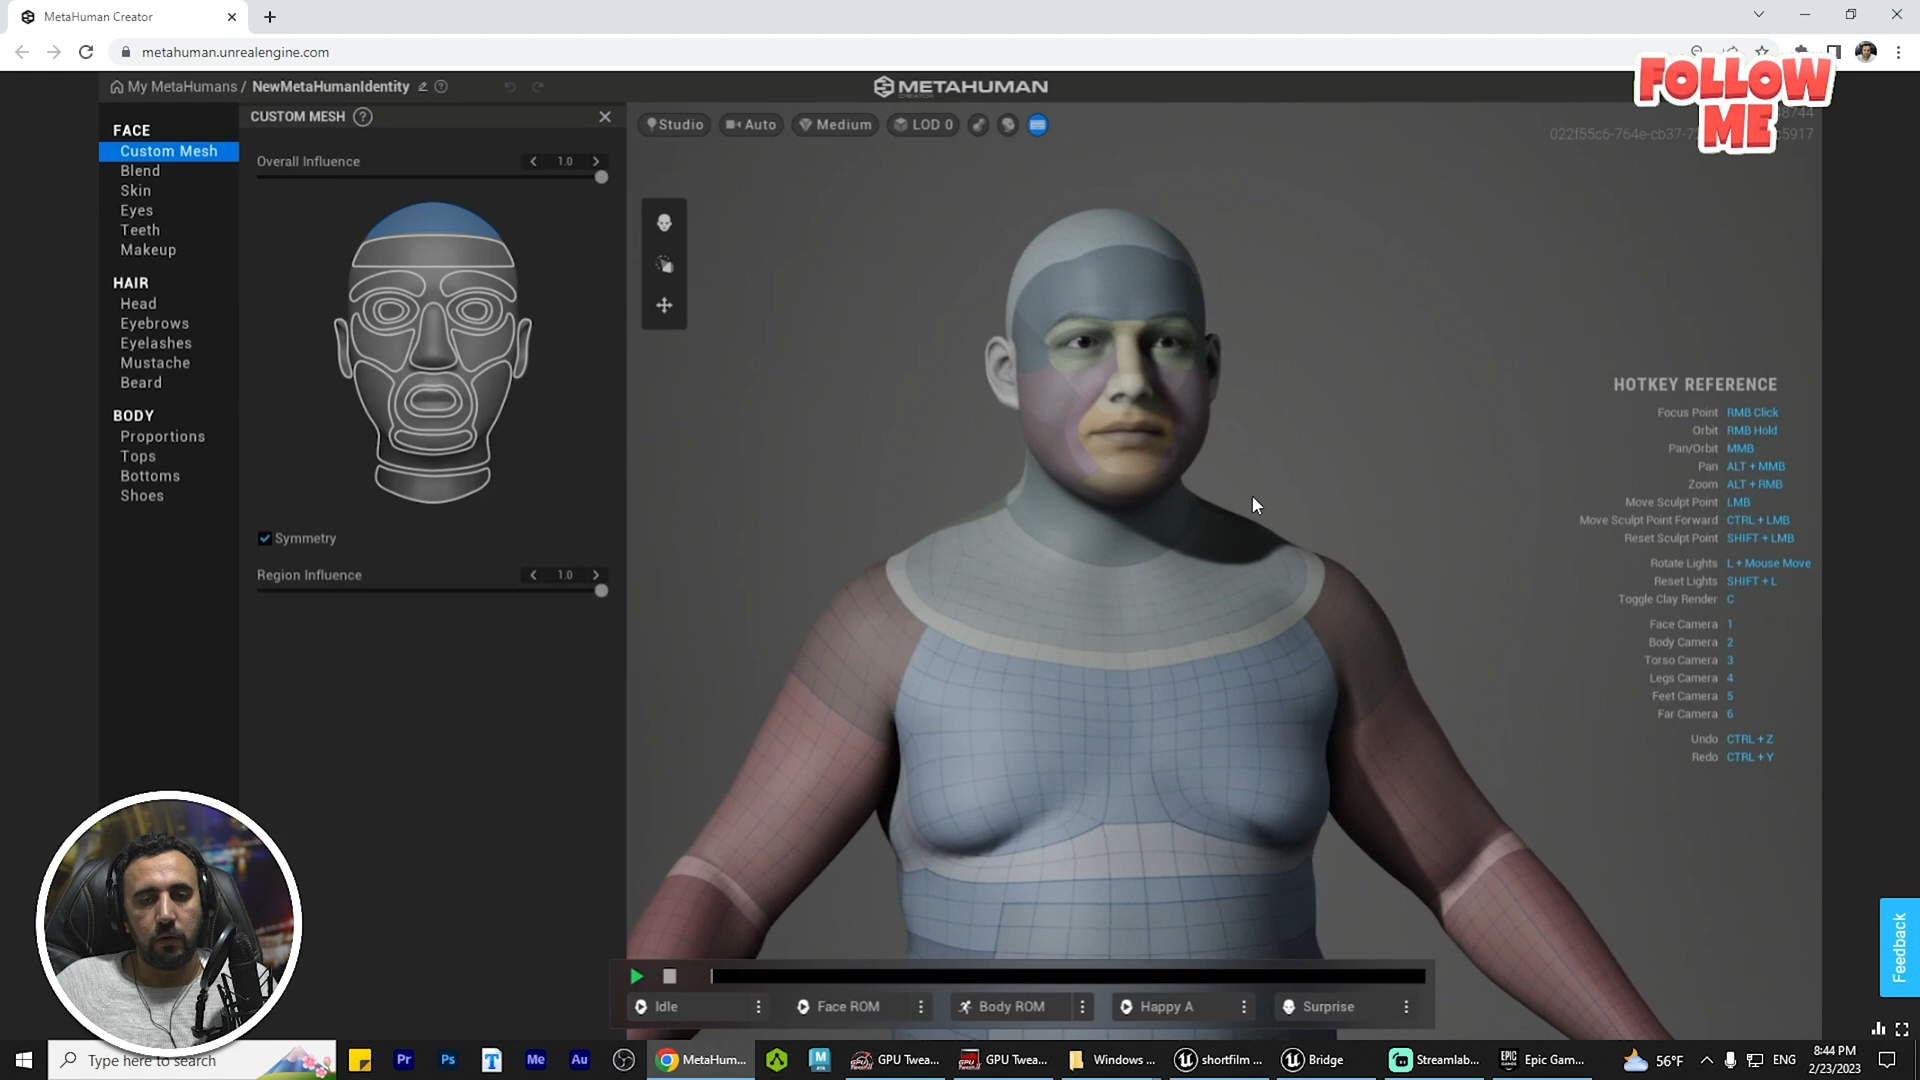 MetaHuman Creator
metahuman.unrealengine.com
FOLLOW
ME
My MetaHumans / NewMetaHumanIdentity
METAHUMAN
CREATOR
FACE
Custom Mesh
Blend
Skin
Eyes
Teeth
Makeup
HAIR
Head
Eyebrows
Eyelashes
Mustache
Beard
BODY
Proportions
Tops
Bottoms
Shoes
CUSTOM MESH
Overall Influence
1.0
Symmetry
Region Influence
1.0
Studio
Auto
Medium
LOD 0
HOTKEY REFERENCE
Focus Point RMB Click
Orbit RMB Hold
Pan/Orbit MMB
Pan ALT + MMB
Zoom ALT + RMB
Move Sculpt Point LMB
Move Sculpt Point Forward CTRL + LMB
Reset Sculpt Point SHIFT + LMB
Rotate Lights L + Mouse Move
Reset Lights SHIFT + L
Toggle Clay Render C
Face Camera 1
Body Camera 2
Torso Camera 3
Legs Camera 4
Feet Camera 5
Far Camera 6
Undo CTRL + Z
Redo CTRL + Y
Feedback
Idle
Face ROM
Body ROM
Happy A
Surprise
Type here to search
Pr
Ps
T
Me
Au
MetaHum...
M
GPU Twea...
GPU Twea...
Windows ...
shortfilm ...
Bridge
Streamlab...
EPIC
Epic Gam...
56°F
ENG
8:44 PM
2/23/2023